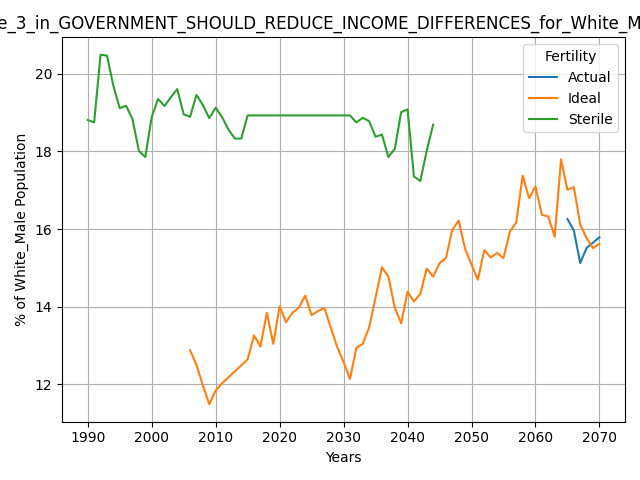 e_3_in_GOVERNMENT_SHOULD_REDUCE_INCOME_DIFFERENCES_for_White_M
Fertility
Actual
Ideal
Sterile
% of White_Male Population
20
18
16
14
12
1990 2000 2010 2020 2030 2040 2050 2060 2070
Years